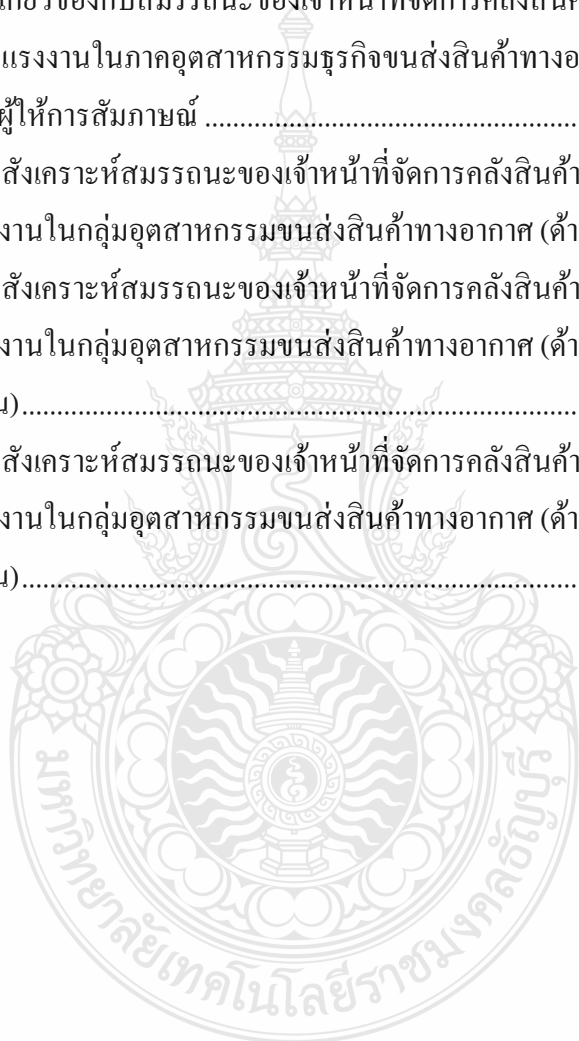 เกี่ยวข้องกับสมรรถนะของเจ้าหน้าที่จัดการคลังสินค้
แรงงานในภาคอุตสาหกรรมธุรกิจขนส่งสินค้าทางอ
ผู้ให้การสัมภาษณ์ ....................................................
สังเคราะห์สมรรถนะของเจ้าหน้าที่จัดการคลังสินค้า
งานในกลุ่มอุตสาหกรรมขนส่งสินค้าทางอากาศ (ด้า
สังเคราะห์สมรรถนะของเจ้าหน้าที่จัดการคลังสินค้า
งานในกลุ่มอุตสาหกรรมขนส่งสินค้าทางอากาศ (ด้า
น)...............................................................................
สังเคราะห์สมรรถนะของเจ้าหน้าที่จัดการคลังสินค้า
งานในกลุ่มอุตสาหกรรมขนส่งสินค้าทางอากาศ (ด้า
น)...............................................................................
มหาวิทยาลัยเทคโนโลยีราชมงคลธัญบุรี